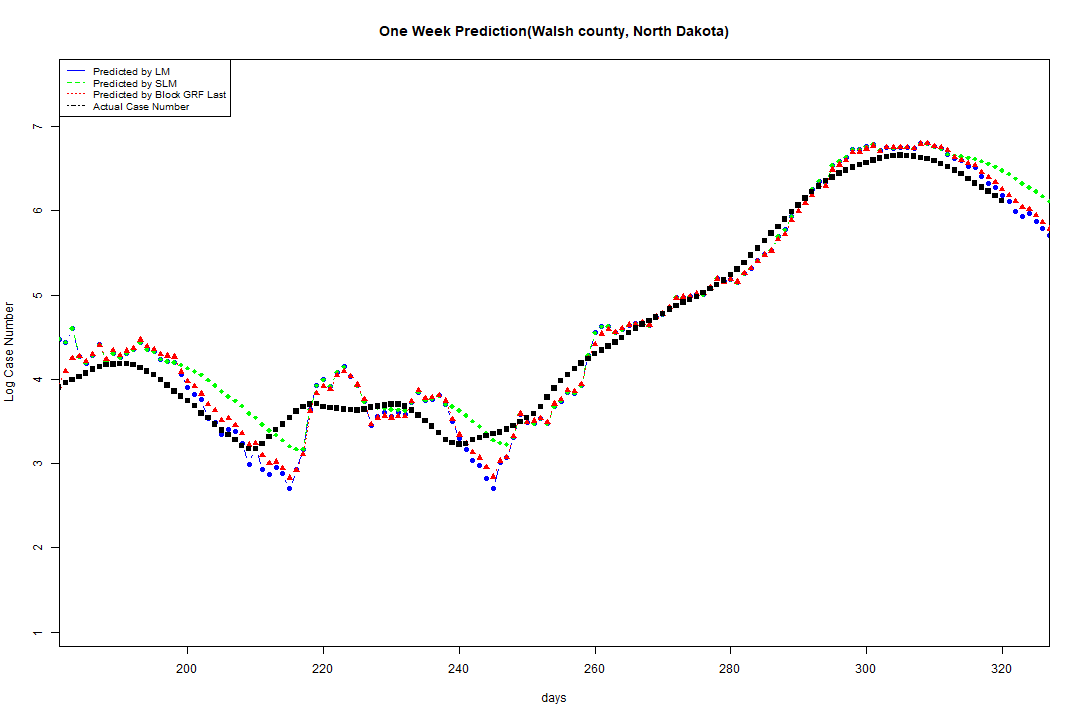 One Week Prediction(Walsh county, North Dakota)
Predicted by LM
Predicted by SLM
Predicted by Block GRF Last
Actual Case Number
7
6
5
4
3
2
1
Log Case Number
200 220 240 260 280 300 320
days